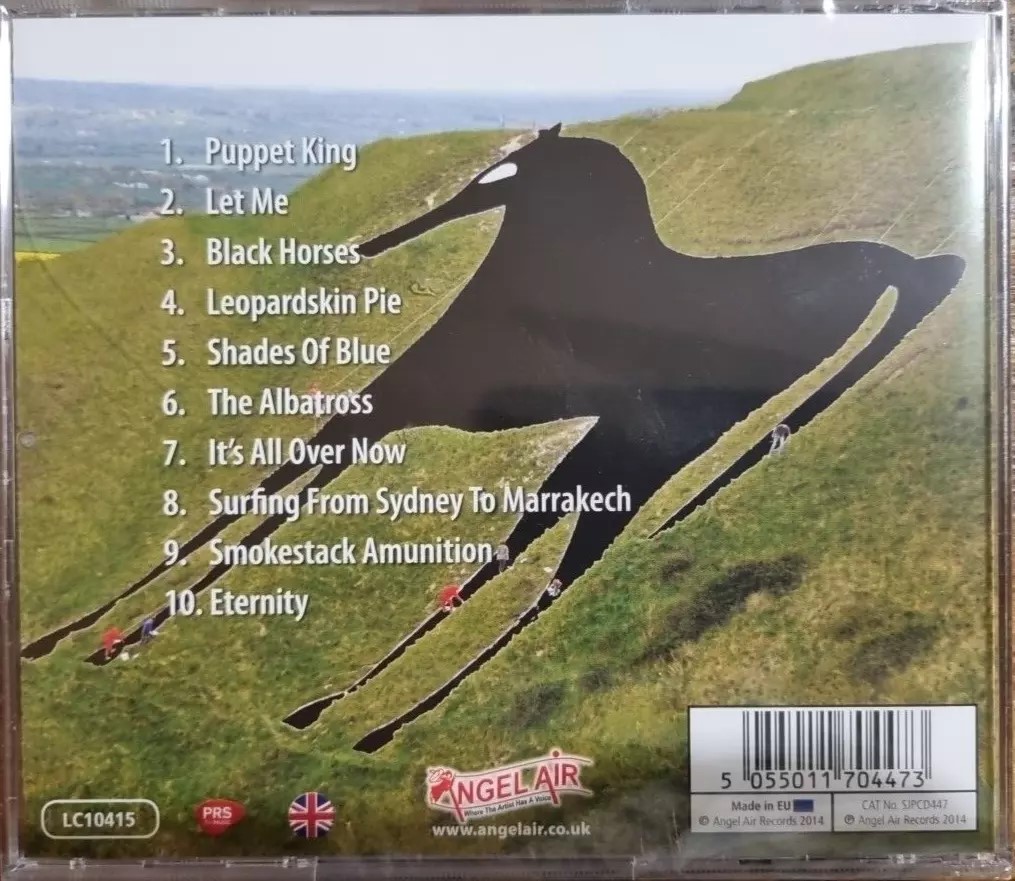 1. Puppet King
2. Let Me
3. Black Horses
4. Leopardskin Pie
5. Shades Of Blue
6. The Albatross
7. It's All Over Now
8. Surfing From Sydney To Marrakech
9. Smokestack Amunition
10. Eternity
LC10415
PRS
ANGEL AIR
Where The Artist Has A Voice
www.angelair.co.uk
5 055011 704473
Made in EU
© Angel Air Records 2014
CAT No. SJPCD447
℗ Angel Air Records 2014